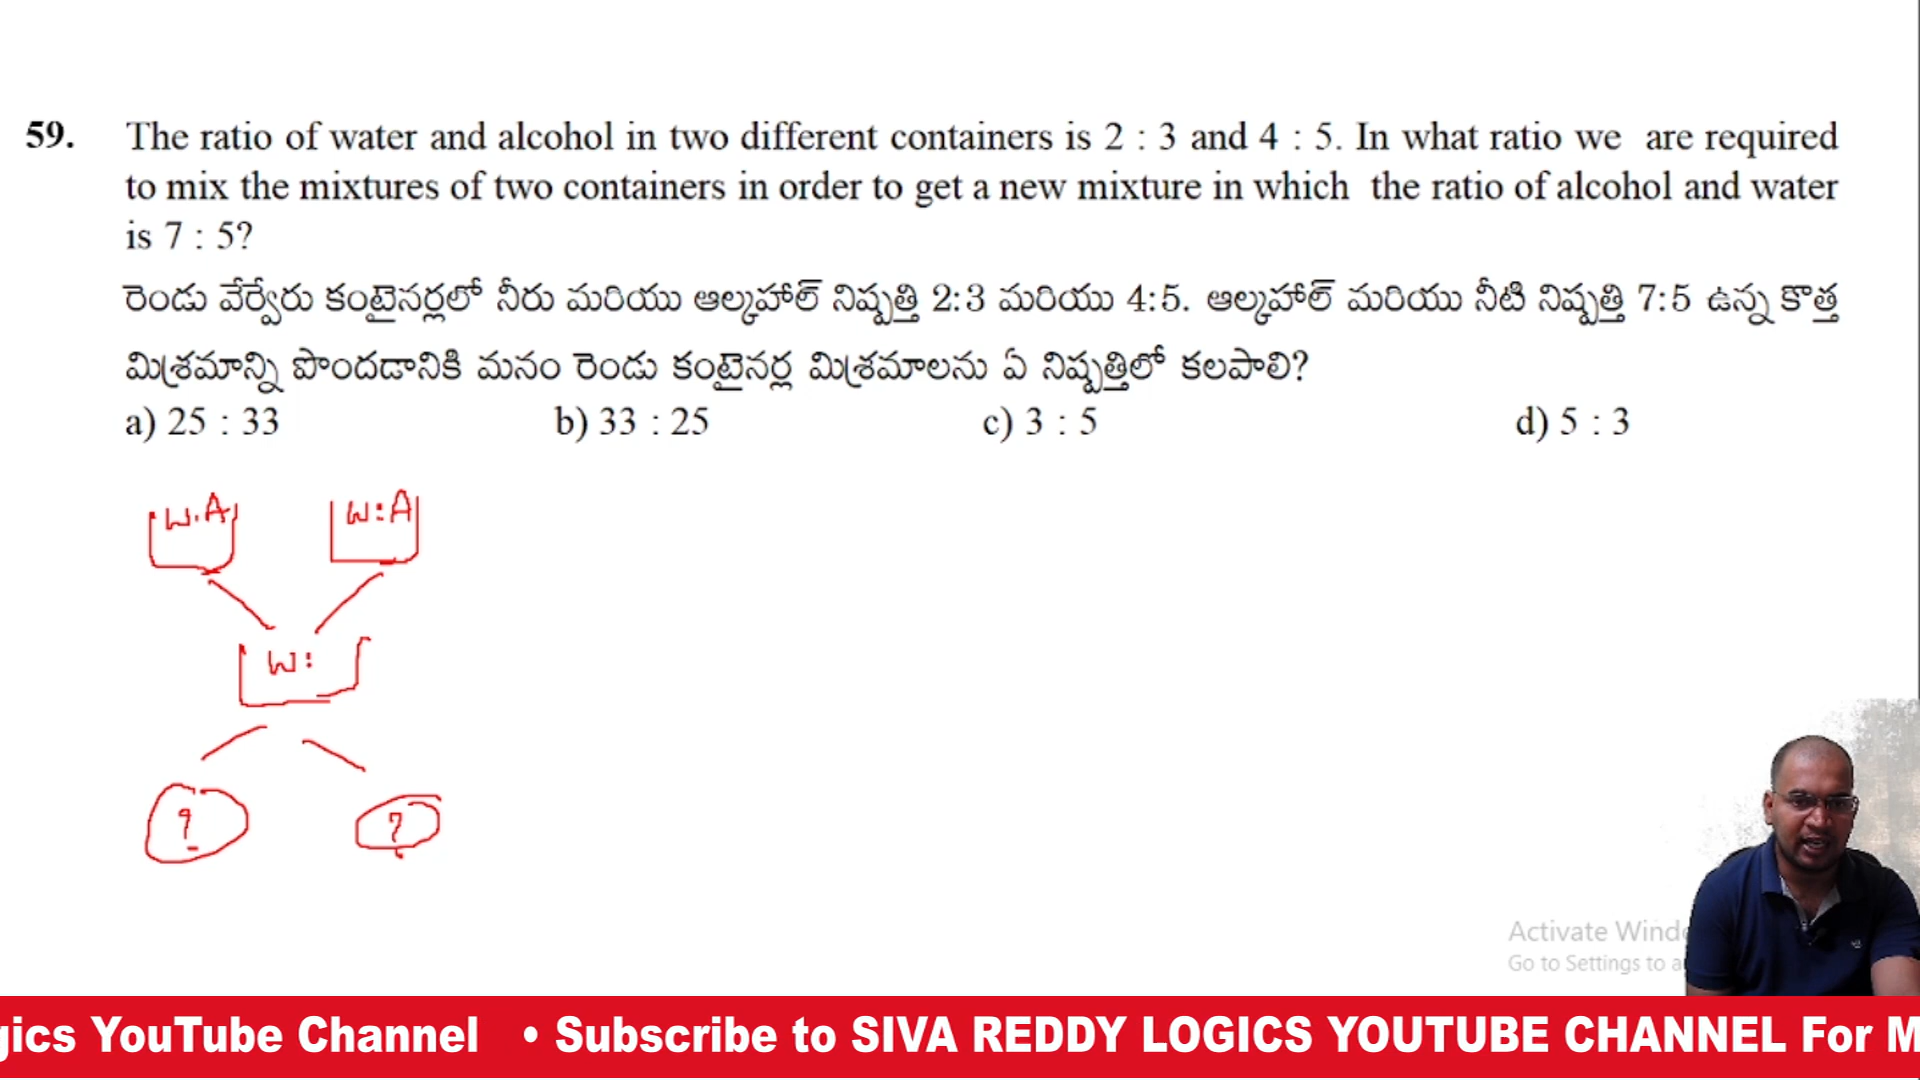 59. The ratio of water and alcohol in two different containers is 2 : 3 and 4 : 5. In what ratio we are required
to mix the mixtures of two containers in order to get a new mixture in which the ratio of alcohol and water
is 7 : 5?
రెండు వేర్వేరు కంటైనర్లలో నీరు మరియు ఆల్కహాల్ నిష్పత్తి 2:3 మరియు 4:5. ఆల్కహాల్ మరియు నీటి నిష్పత్తి 7:5 ఉన్న కొత్త
మిశ్రమాన్ని పొందడానికి మనం రెండు కంటైనర్ల మిశ్రమాలను ఏ నిష్పత్తిలో కలపాలి?
a) 25 : 33 b) 33 : 25 c) 3 : 5 d) 5 : 3
W:A W:A
W:
? ?
Activate Wind
Go to Settings to a
gics YouTube Channel • Subscribe to SIVA REDDY LOGICS YOUTUBE CHANNEL For M